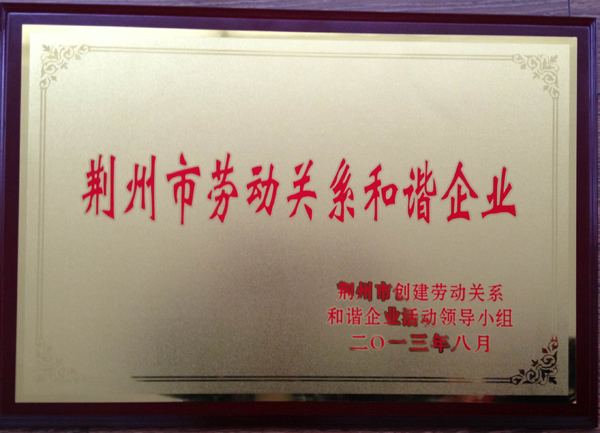 荆州市劳动关系和谐企业
荆州市创建劳动关系
和谐企业活动领导小组
二〇一三年八月